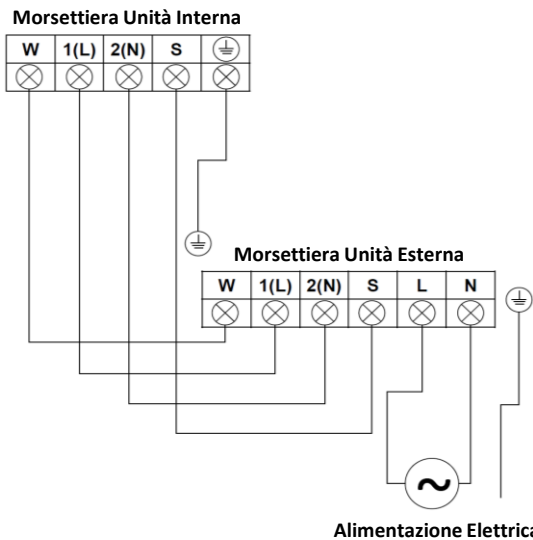 Morsettiera Unità Interna
W 1(L) 2(N) S
Morsettiera Unità Esterna
W 1(L) 2(N) S L N
Alimentazione Elettrica